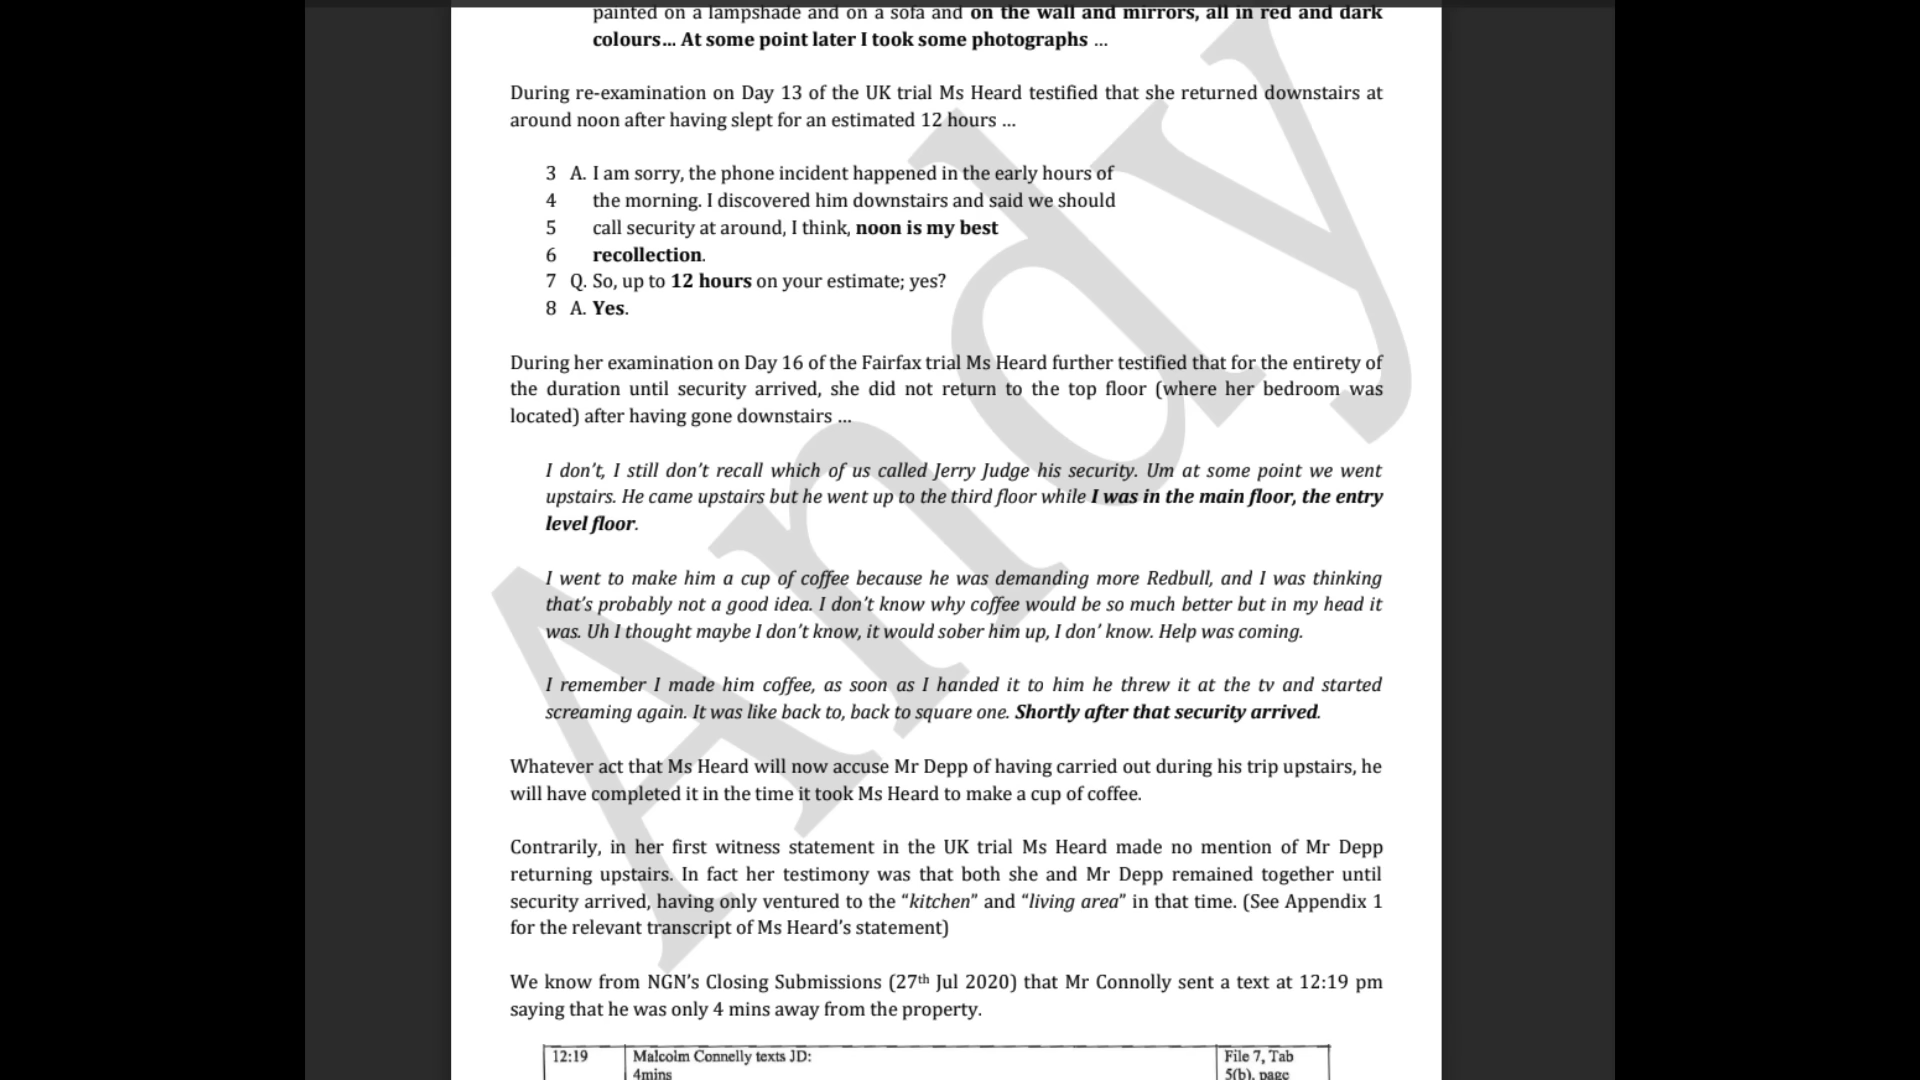 painted on a lampshade and on a sofa and on the wall and mirrors, all in red and dark
colours... At some point later I took some photographs ...
During re-examination on Day 13 of the UK trial Ms Heard testified that she returned downstairs at
around noon after having slept for an estimated 12 hours ...
3 A. I am sorry, the phone incident happened in the early hours of
4 the morning. I discovered him downstairs and said we should
5 call security at around, I think, noon is my best
6 recollection.
7 Q. So, up to 12 hours on your estimate; yes?
8 A. Yes.
During her examination on Day 16 of the Fairfax trial Ms Heard further testified that for the entirety of
the duration until security arrived, she did not return to the top floor (where her bedroom was
located) after having gone downstairs ...
I don't, I still don't recall which of us called Jerry Judge his security. Um at some point we went
upstairs. He came upstairs but he went up to the third floor while I was in the main floor, the entry
level floor.
I went to make him a cup of coffee because he was demanding more Redbull, and I was thinking
that's probably not a good idea. I don't know why coffee would be so much better but in my head it
was. Uh I thought maybe I don't know, it would sober him up, I don' know. Help was coming.
I remember I made him coffee, as soon as I handed it to him he threw it at the tv and started
screaming again. It was like back to, back to square one. Shortly after that security arrived.
Whatever act that Ms Heard will now accuse Mr Depp of having carried out during his trip upstairs, he
will have completed it in the time it took Ms Heard to make a cup of coffee.
Contrarily, in her first witness statement in the UK trial Ms Heard made no mention of Mr Depp
returning upstairs. In fact her testimony was that both she and Mr Depp remained together until
security arrived, having only ventured to the "kitchen" and "living area" in that time. (See Appendix 1
for the relevant transcript of Ms Heard's statement)
We know from NGN's Closing Submissions (27th Jul 2020) that Mr Connolly sent a text at 12:19 pm
saying that he was only 4 mins away from the property.
12:19 Malcolm Connelly texts JD: File 7, Tab
4mins 5(b), page
Andy